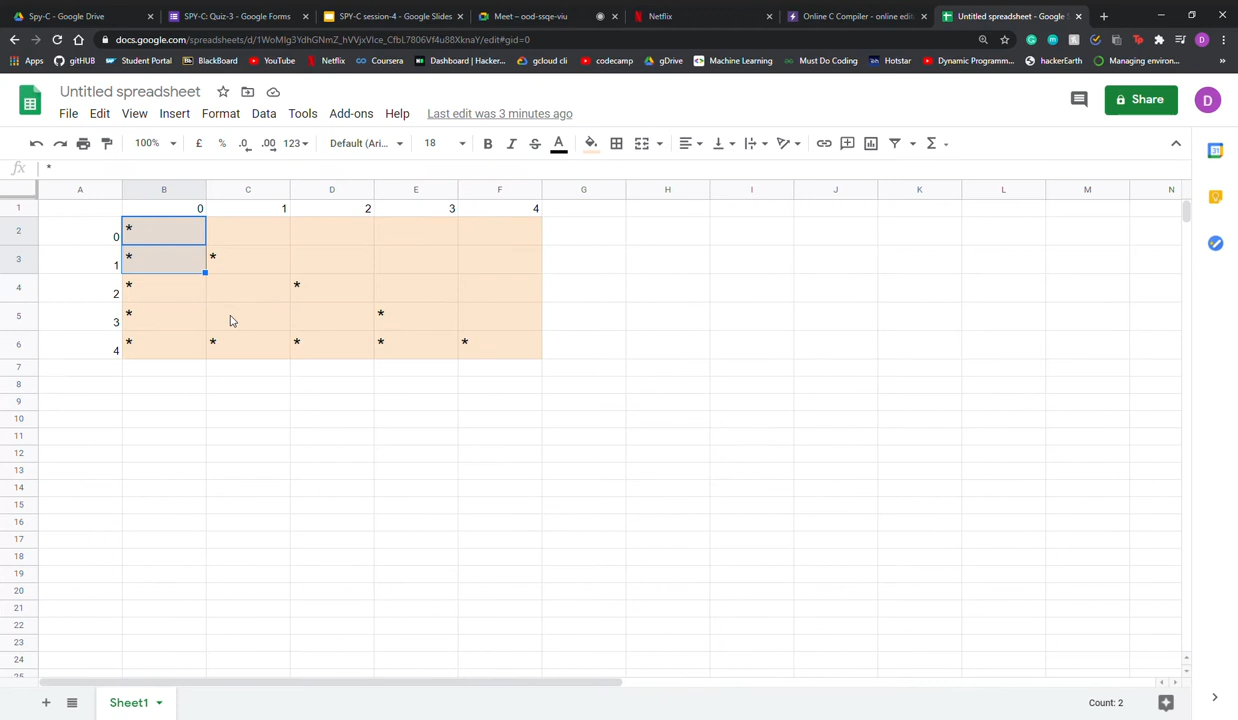 Spy-C - Google Drive
SPY-C: Quiz-3 - Google Forms
SPY-C session-4 - Google Slides
Meet – ood-ssqe-viu
Netflix
Online C Compiler - online edit
Untitled spreadsheet - Google S
docs.google.com/spreadsheets/d/1WoMIg3YdhGNmZ_hVVjxVIce_CfbL7806Vf4u88XknaY/edit#gid=0
D
Apps
gitHUB
Student Portal
BlackBoard
YouTube
Netflix
Coursera
Dashboard | Hacker...
gcloud cli
codecamp
gDrive
Machine Learning
Must Do Coding
Hotstar
Dynamic Programm...
hackerEarth
Managing environ...
»
Untitled spreadsheet
File Edit View Insert Format Data Tools Add-ons Help Last edit was 3 minutes ago
Share
D
100% £ % .0 .00 123 Default (Ari... 18 B I S A Σ
fx *
A B C D E F G H I J K L M N
1 0 1 2 3 4
2 0 *
3 1 * *
4 2 * *
5 3 * *
6 4 * * * * *
7
8
9
10
11
12
13
14
15
16
17
18
19
20
21
22
23
24
25
Sheet1
Count: 2
31